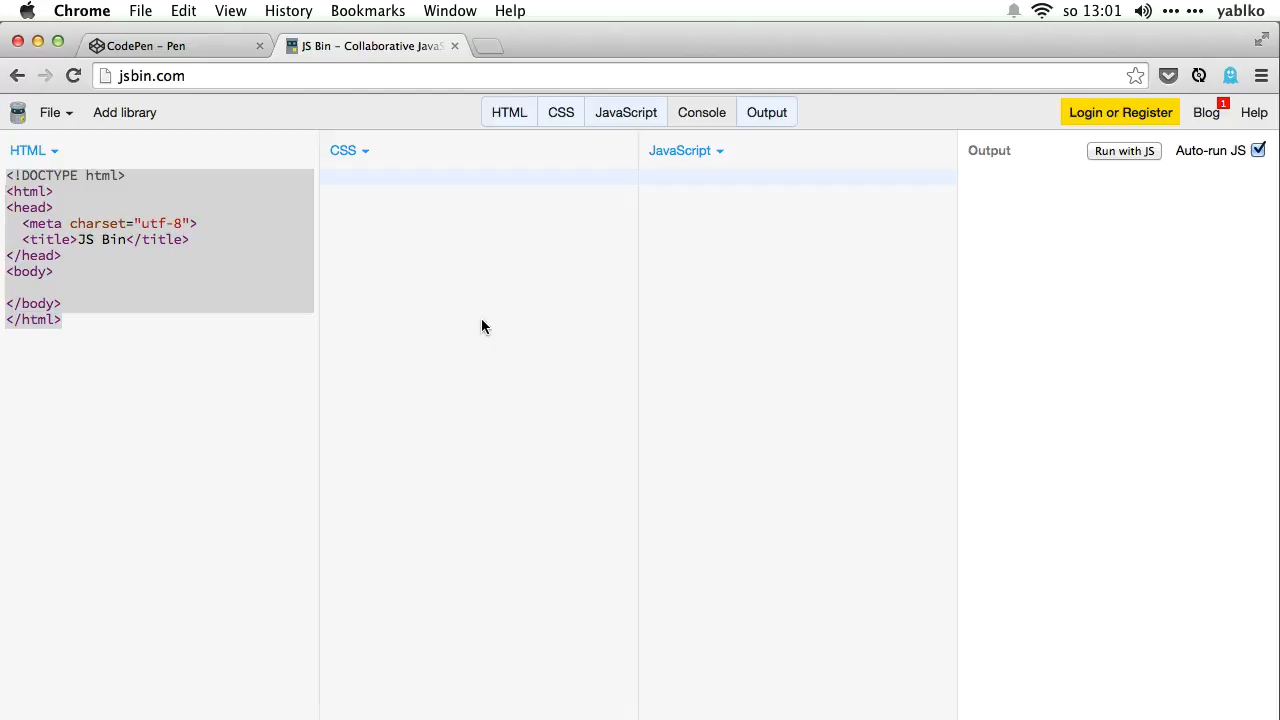 Chrome File Edit View History Bookmarks Window Help so 13:01 yablko
CodePen - Pen JS Bin - Collaborative JavaS
jsbin.com
File Add library HTML CSS JavaScript Console Output Login or Register Blog 1 Help
HTML CSS JavaScript Output Run with JS Auto-run JS
<!DOCTYPE html>
<html>
<head>
<meta charset="utf-8">
<title>JS Bin</title>
</head>
<body>
</body>
</html>